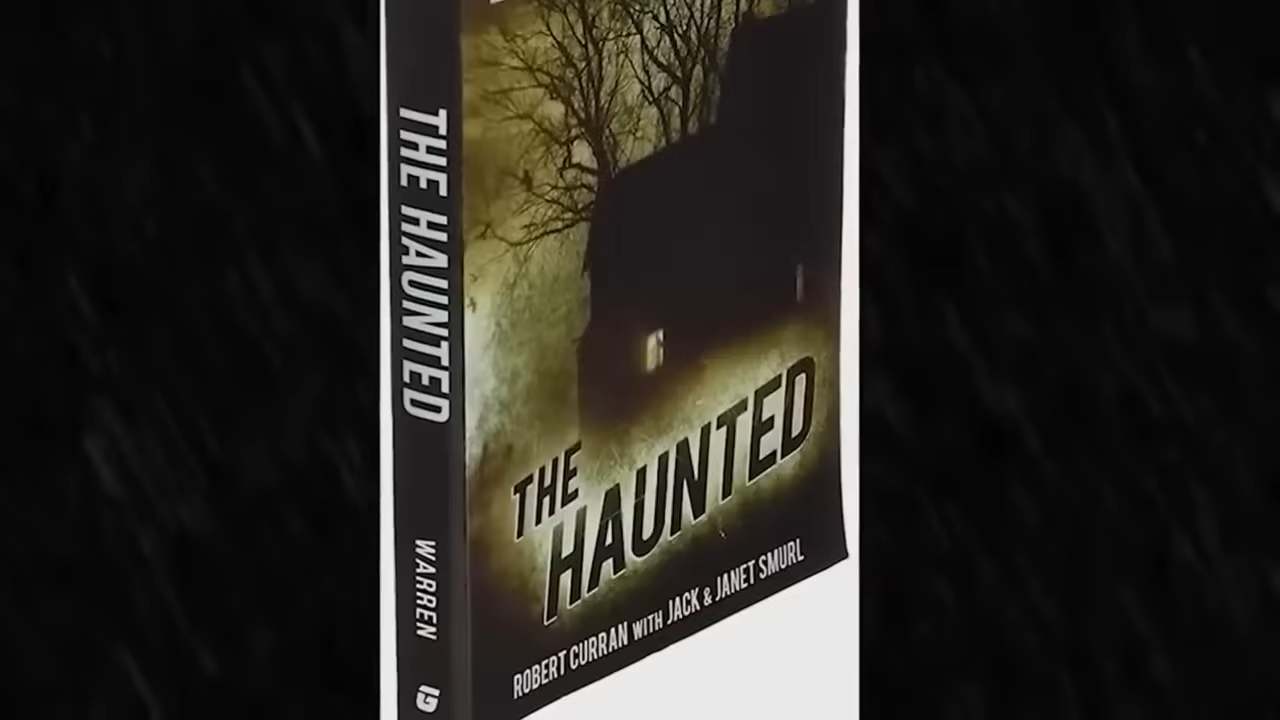 THE HAUNTED
WARREN
G
THE
HAUNTED
ROBERT CURRAN WITH JACK & JANET SMURL